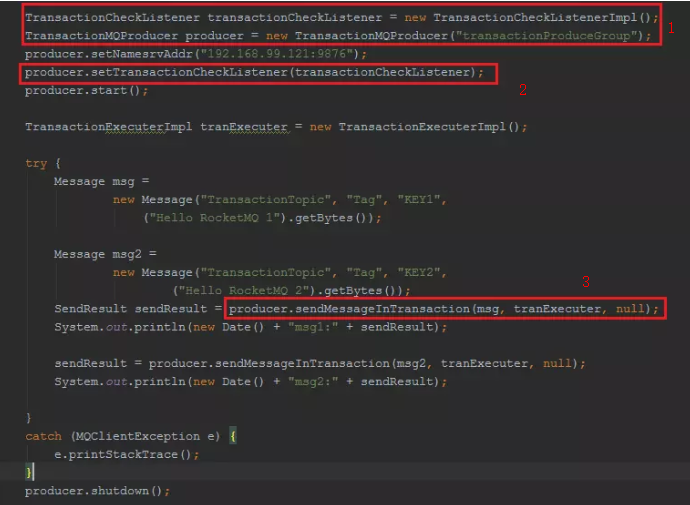 TransactionCheckListener transactionCheckListener = new TransactionCheckListenerImpl();
1
TransactionMQProducer producer = new TransactionMQProducer("transactionProduceGroup");
producer.setNamesrvAddr("192.168.99.121:9876");
producer.setTransactionCheckListener(transactionCheckListener);
2
producer.start();
TransactionExecuterImpl tranExecuter = new TransactionExecuterImpl();
try {
Message msg =
new Message("TransactionTopic", "Tag", "KEY1",
("Hello RocketMQ 1").getBytes());
Message msg2 =
new Message("TransactionTopic", "Tag", "KEY2",
("Hello RocketMQ 2").getBytes());
3
SendResult sendResult = producer.sendMessageInTransaction(msg, tranExecuter, null);
System.out.println(new Date() + "msg1:" + sendResult);
sendResult = producer.sendMessageInTransaction(msg2, tranExecuter, null);
System.out.println(new Date() + "msg2:" + sendResult);
}
catch (MQClientException e) {
e.printStackTrace();
}
producer.shutdown();